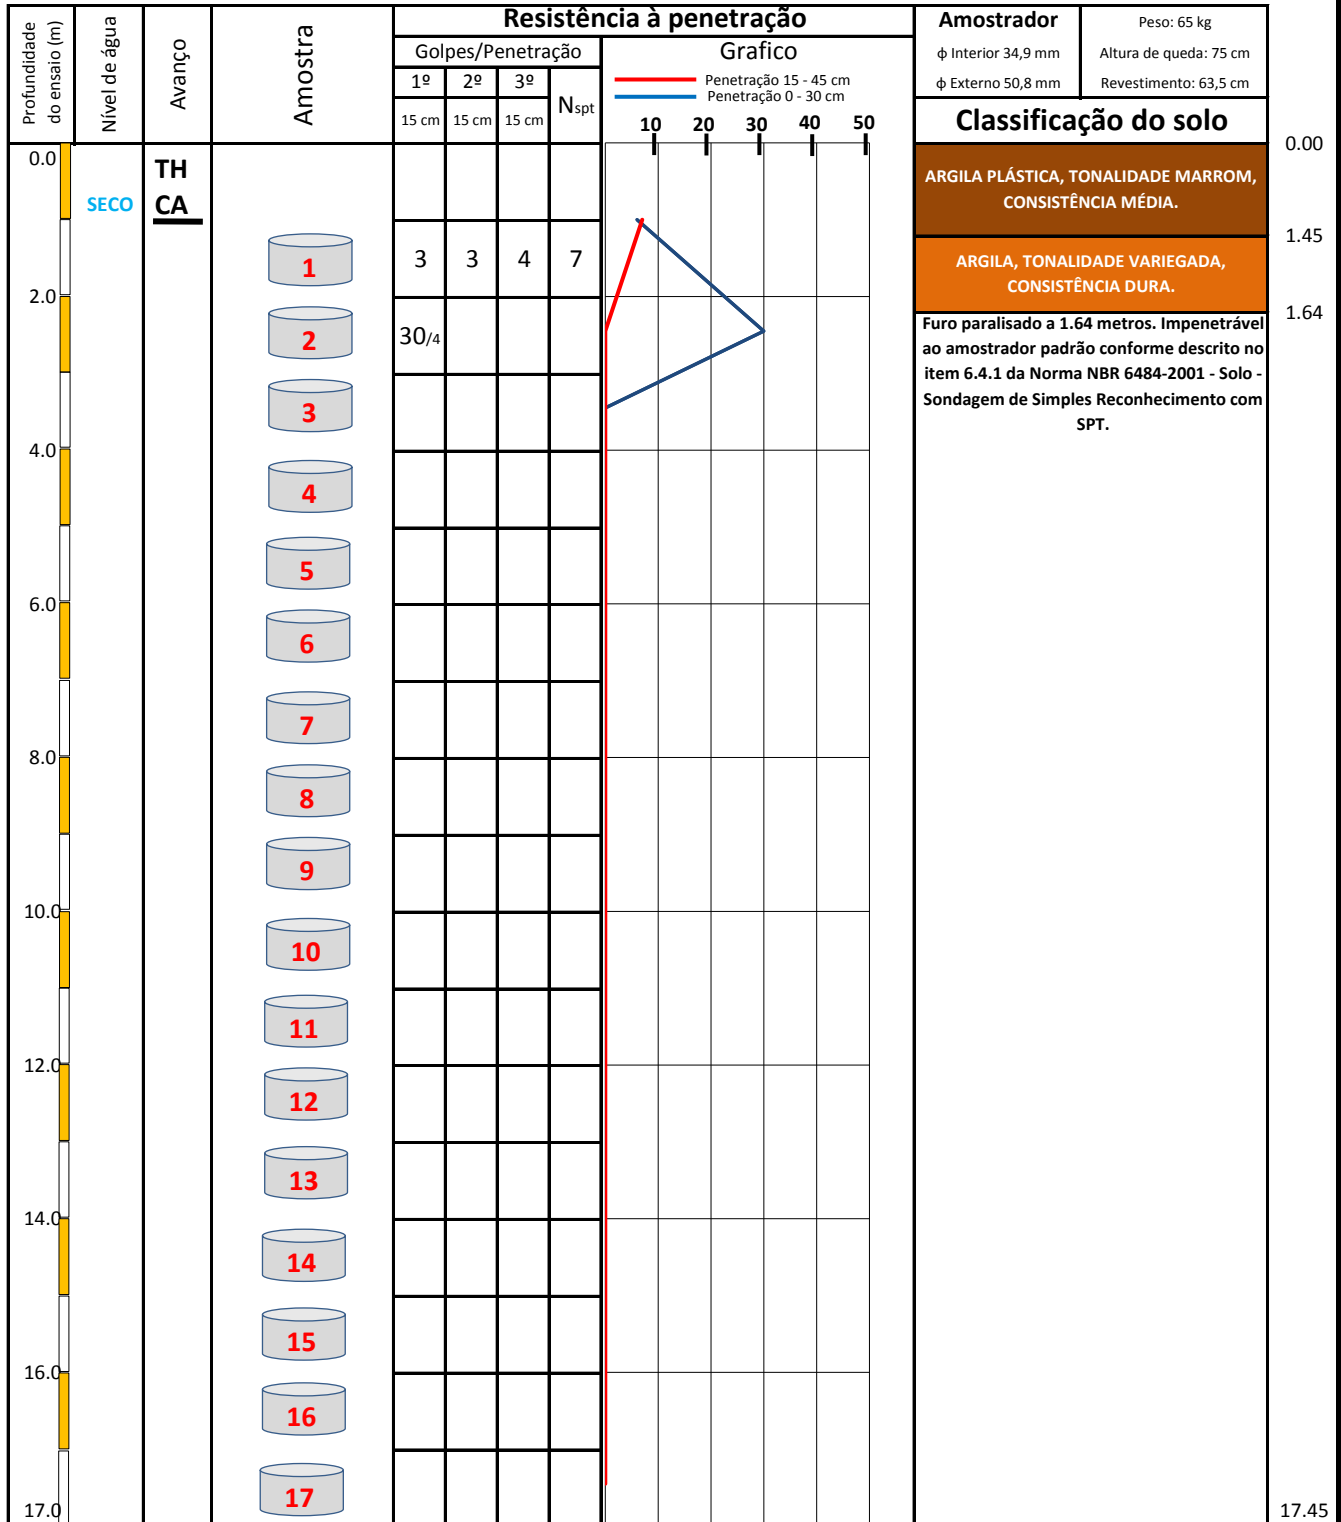 Profundidade
do ensaio (m)
Nível de água
Avanço
Amostra
Resistência à penetração
Golpes/Penetração
1º 2º 3º
15 cm 15 cm 15 cm
Nspt
Grafico
Penetração 15 - 45 cm
Penetração 0 - 30 cm
10 20 30 40 50
Amostrador
ф Interior 34,9 mm
ф Externo 50,8 mm
Peso: 65 kg
Altura de queda: 75 cm
Revestimento: 63,5 cm
Classificação do solo
0.0
TH
SECO CA
ARGILA PLÁSTICA, TONALIDADE MARROM,
CONSISTÊNCIA MÉDIA.
0.00
1.45
1 3 3 4 7
ARGILA, TONALIDADE VARIEGADA,
CONSISTÊNCIA DURA.
2.0
1.64
2 30/4
Furo paralisado a 1.64 metros. Impenetrável
ao amostrador padrão conforme descrito no
item 6.4.1 da Norma NBR 6484-2001 - Solo -
Sondagem de Simples Reconhecimento com
SPT.
3
4.0
4
5
6.0
6
7
8.0
8
9
10.0
10
11
12.0
12
13
14.0
14
15
16.0
16
17
17.0
17.45